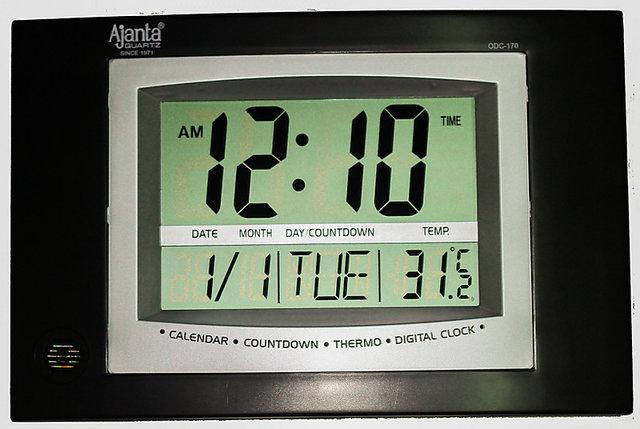 Ajanta®
QUARTZ
SINCE 1971
ODC-170
AM 12:10 TIME
DATE MONTH DAY/COUNTDOWN TEMP.
1/1 TUE 31.2°C
• CALENDAR • COUNTDOWN • THERMO • DIGITAL CLOCK •